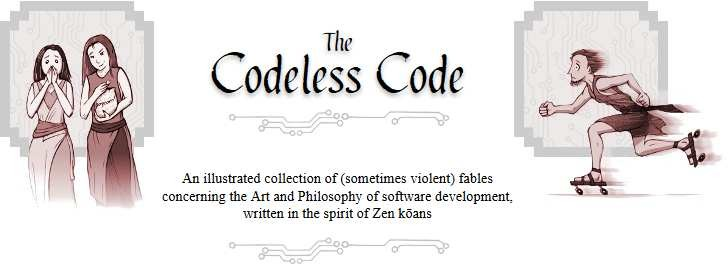 The
Codeless Code
An illustrated collection of (sometimes violent) fables
concerning the Art and Philosophy of software development,
written in the spirit of Zen kōans